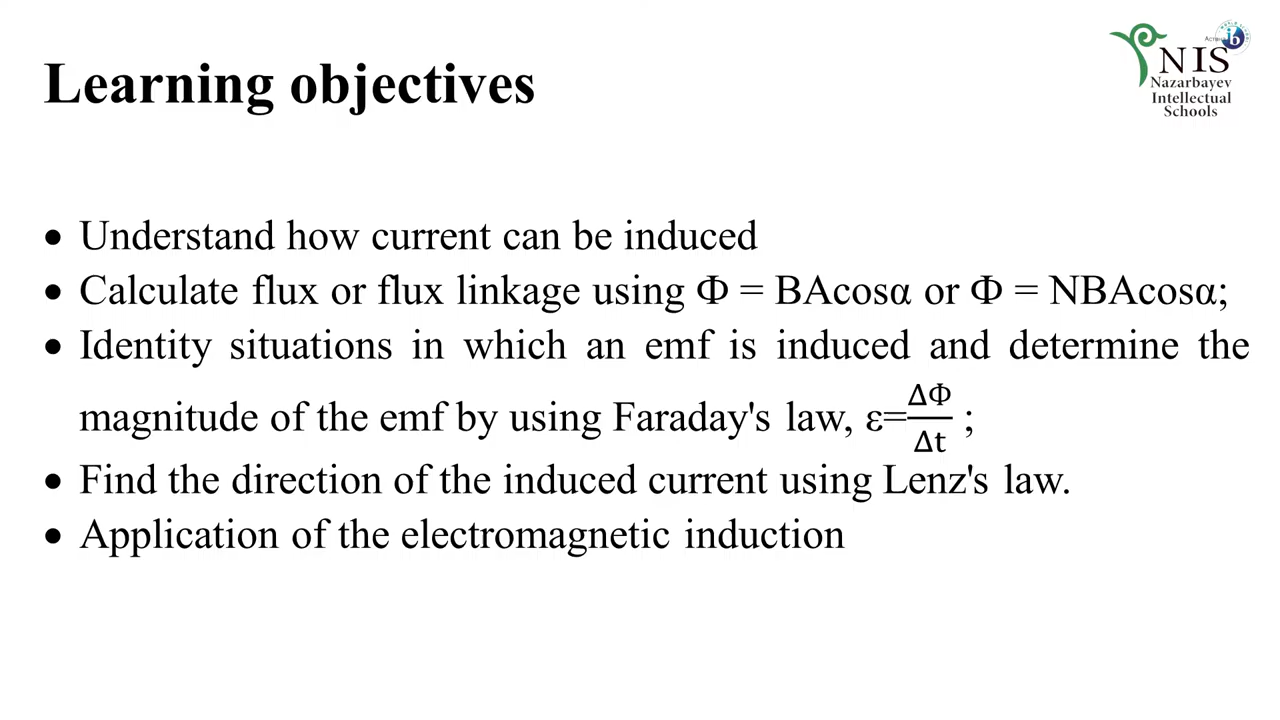 Learning objectives
NIS
Nazarbayev
Intellectual
Schools
• Understand how current can be induced
• Calculate flux or flux linkage using Φ = BAcosα or Φ = NBAcosα;
• Identity situations in which an emf is induced and determine the
magnitude of the emf by using Faraday's law, ε=ΔΦ/Δt ;
• Find the direction of the induced current using Lenz's law.
• Application of the electromagnetic induction